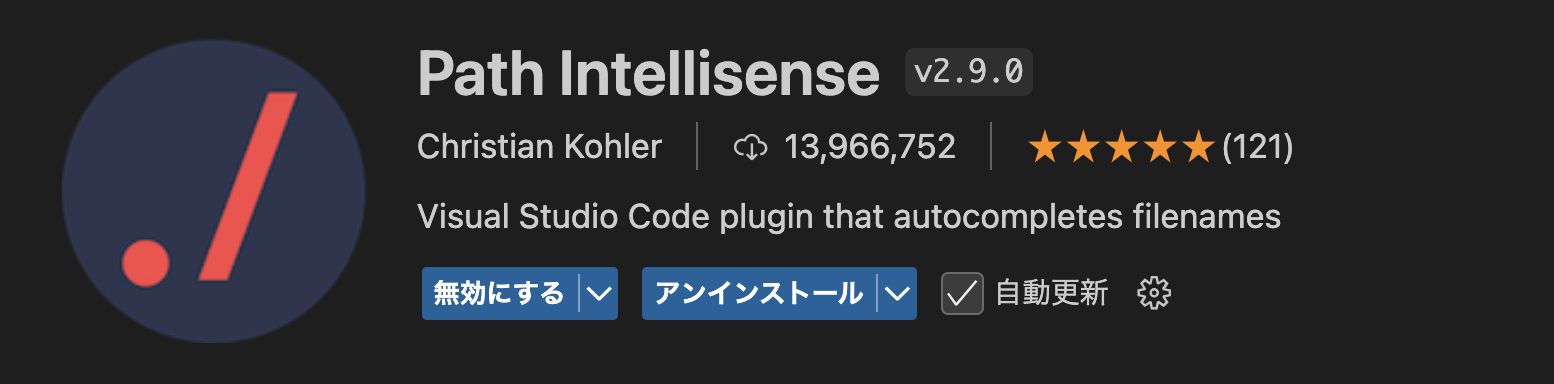 Path Intellisense v2.9.0
Christian Kohler 13,966,752 (121)
Visual Studio Code plugin that autocompletes filenames
無効にする アンインストール 自動更新